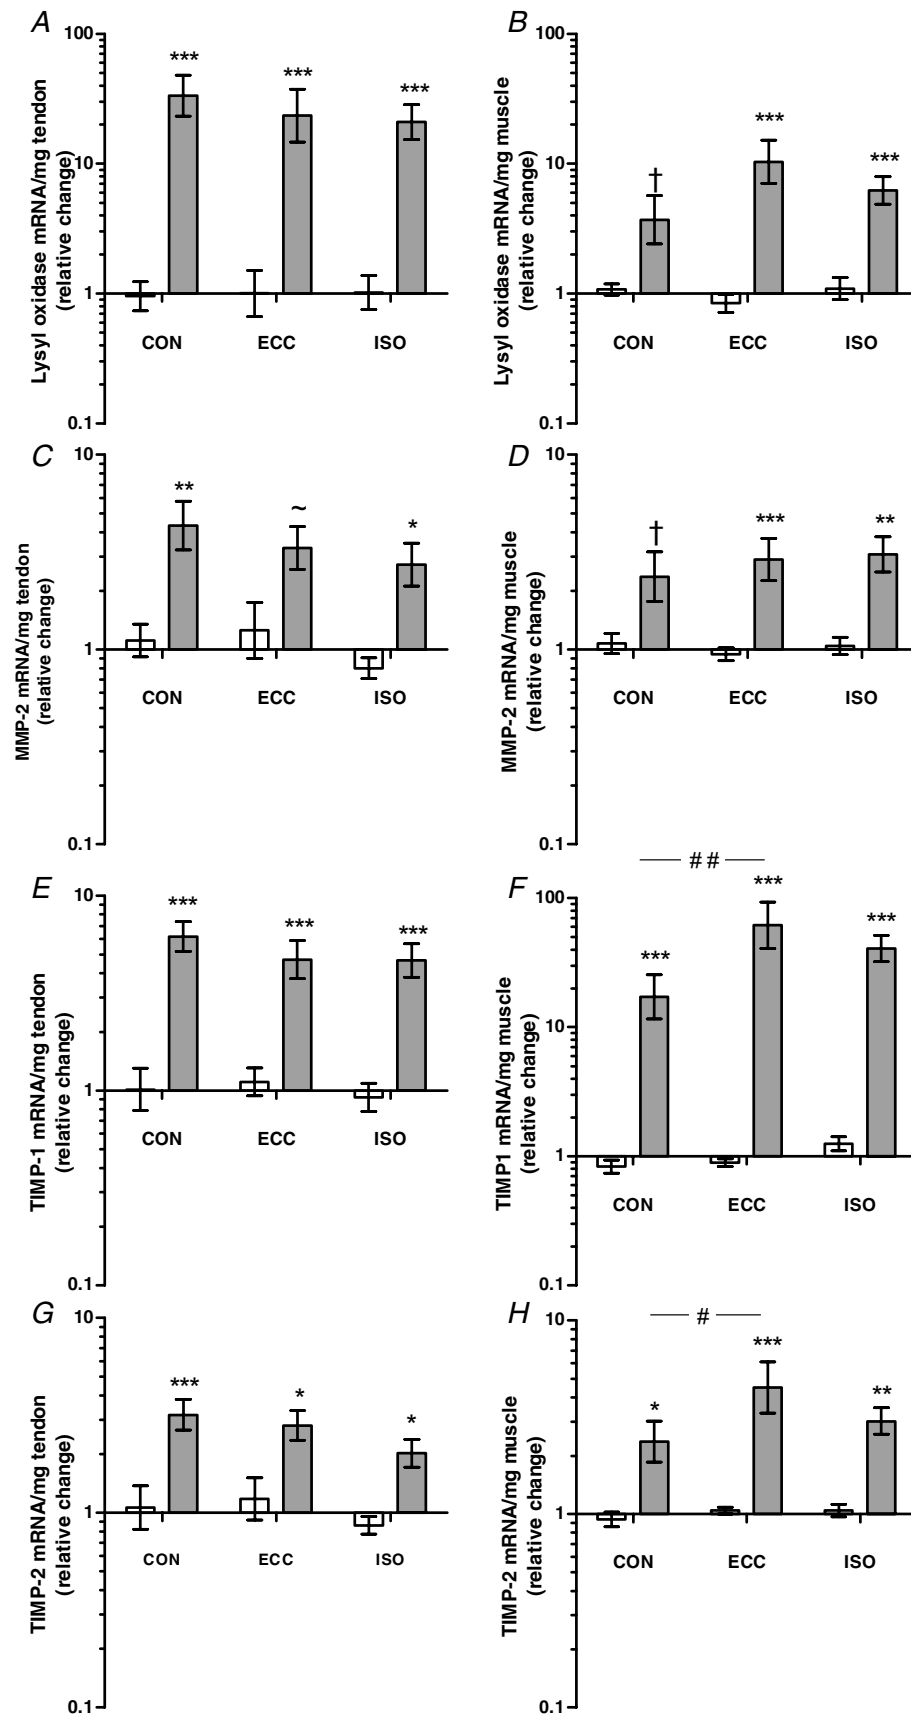 A
Lysyl oxidase mRNA/mg tendon
(relative change)
100
10
1
0.1
*** *** ***
CON ECC ISO
B
Lysyl oxidase mRNA/mg muscle
(relative change)
100
10
1
0.1
† *** ***
CON ECC ISO
C
MMP-2 mRNA/mg tendon
(relative change)
10
1
0.1
** ~ *
CON ECC ISO
D
MMP-2 mRNA/mg muscle
(relative change)
10
1
0.1
† *** **
CON ECC ISO
E
TIMP-1 mRNA/mg tendon
(relative change)
10
1
0.1
*** *** ***
CON ECC ISO
F
TIMP1 mRNA/mg muscle
(relative change)
100
10
1
0.1
##
*** *** ***
CON ECC ISO
G
TIMP-2 mRNA/mg tendon
(relative change)
10
1
0.1
*** * *
CON ECC ISO
H
TIMP-2 mRNA/mg muscle
(relative change)
10
1
0.1
#
* *** **
CON ECC ISO